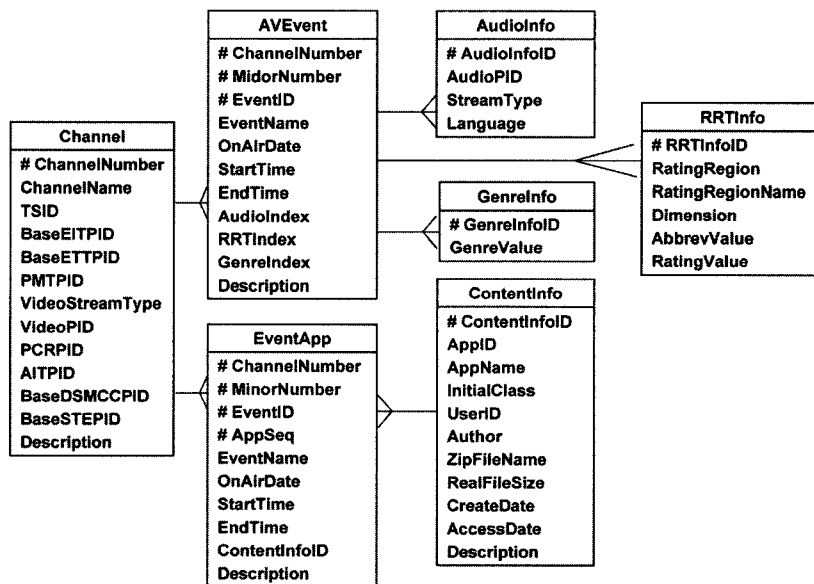 Channel
# ChannelNumber
ChannelName
TSID
BaseEITPID
BaseETTPID
PMTPID
VideoStreamType
VideoPID
PCRPID
AITPID
BaseDSMCCPID
BaseSTEPID
Description
AVEvent
# ChannelNumber
# MidorNumber
# EventID
EventName
OnAirDate
StartTime
EndTime
AudioIndex
RRTIndex
GenreIndex
Description
EventApp
# ChannelNumber
# MinorNumber
# EventID
# AppSeq
EventName
OnAirDate
StartTime
EndTime
ContentInfoID
Description
AudioInfo
# AudioInfoID
AudioPID
StreamType
Language
GenreInfo
# GenreInfoID
GenreValue
ContentInfo
# ContentInfoID
AppID
AppName
InitialClass
UserID
Author
ZipFileName
RealFileSize
CreateDate
AccessDate
Description
RRTInfo
# RRTInfoID
RatingRegion
RatingRegionName
Dimension
AbbrevValue
RatingValue